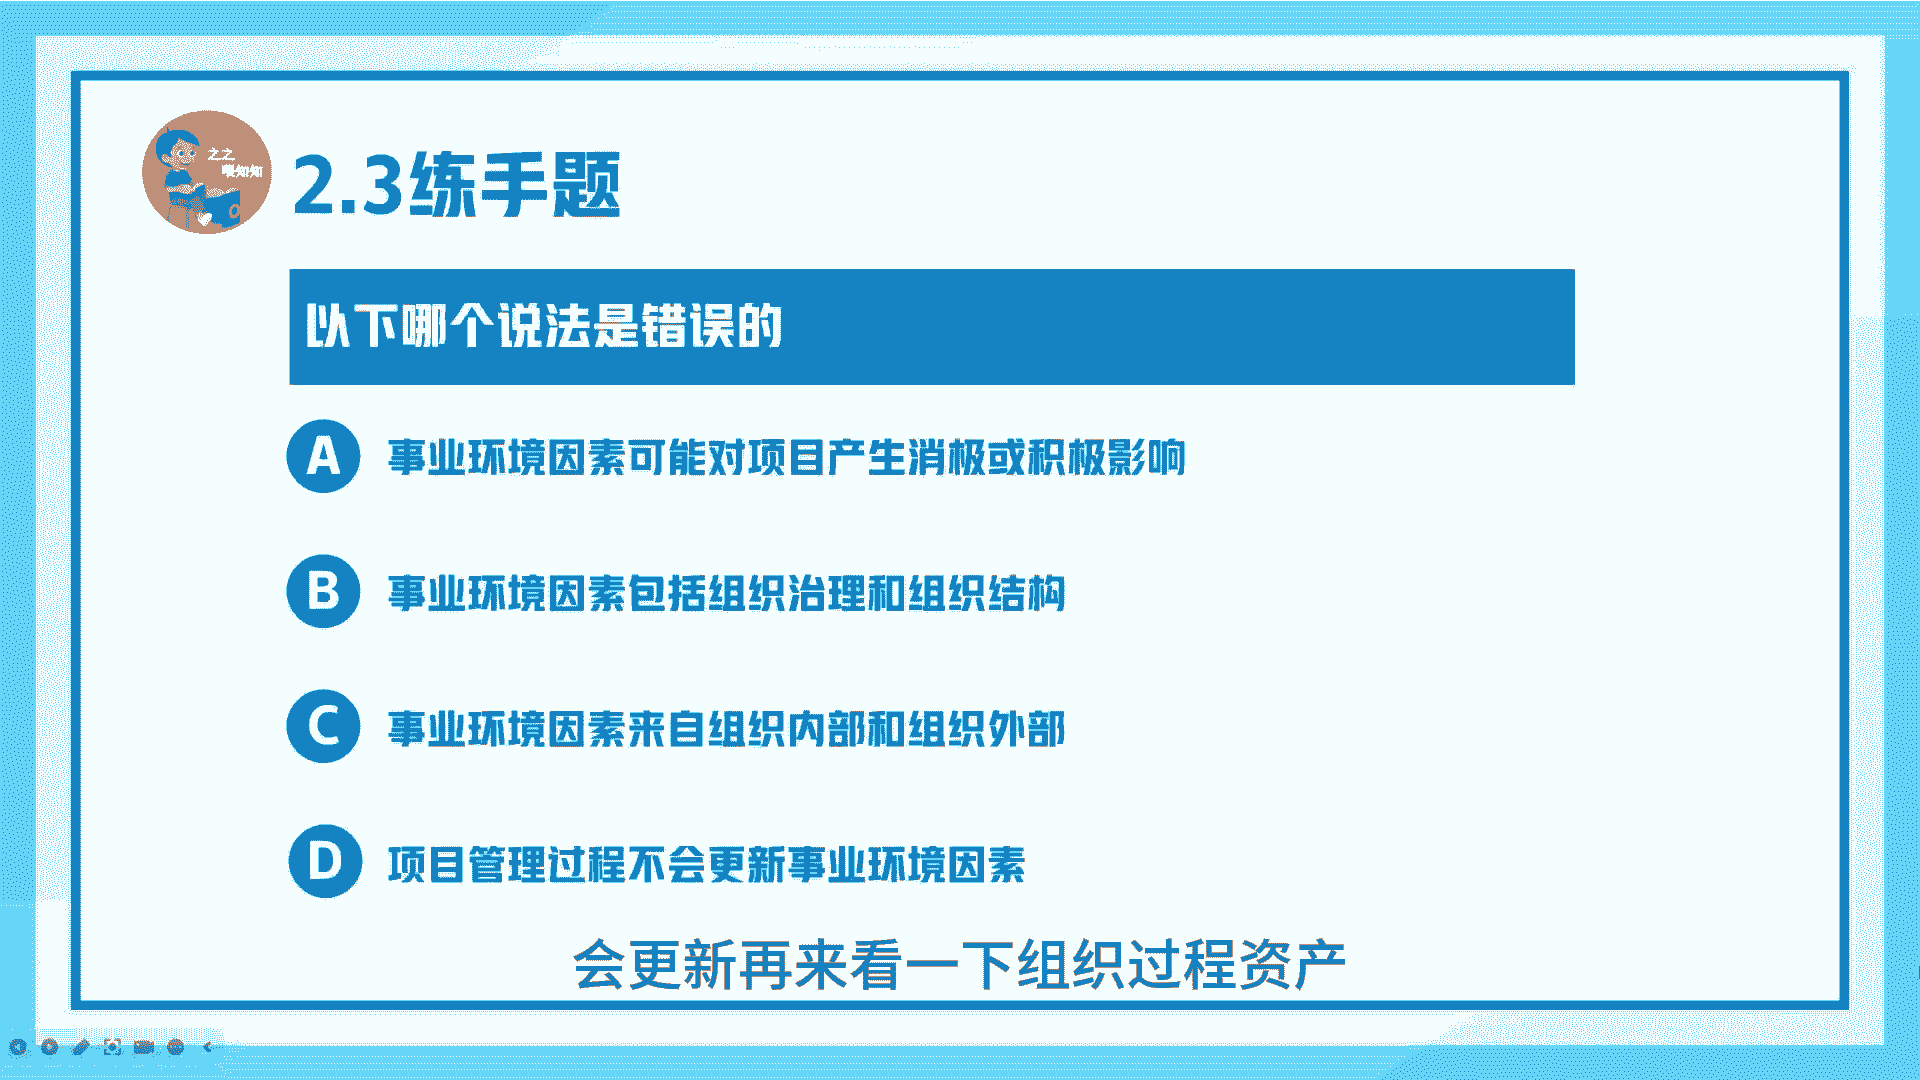 之之
喂知知
2.3练手题
以下哪个说法是错误的
A 事业环境因素可能对项目产生消极或积极影响
B 事业环境因素包括组织治理和组织结构
C 事业环境因素来自组织内部和组织外部
D 项目管理过程不会更新事业环境因素
会更新再来看一下组织过程资产